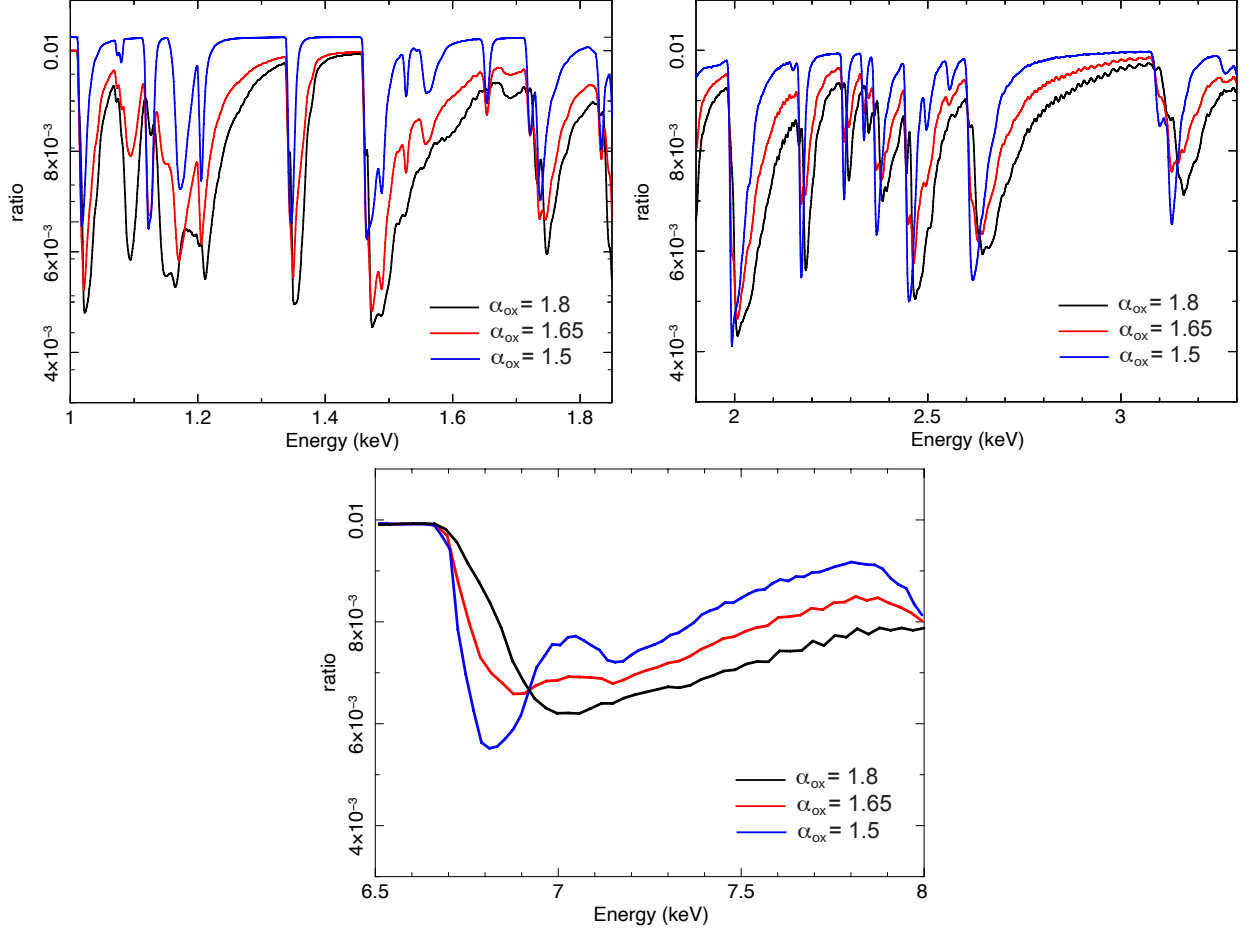 ratio
0.01
8×10⁻³
6×10⁻³
4×10⁻³
1
1.2
1.4
1.6
1.8
Energy (keV)
αox = 1.8
αox = 1.65
αox = 1.5
ratio
0.01
8×10⁻³
6×10⁻³
4×10⁻³
2
2.5
3
Energy (keV)
αox = 1.8
αox = 1.65
αox = 1.5
ratio
0.01
8×10⁻³
6×10⁻³
4×10⁻³
6.5
7
7.5
8
Energy (keV)
αox = 1.8
αox = 1.65
αox = 1.5